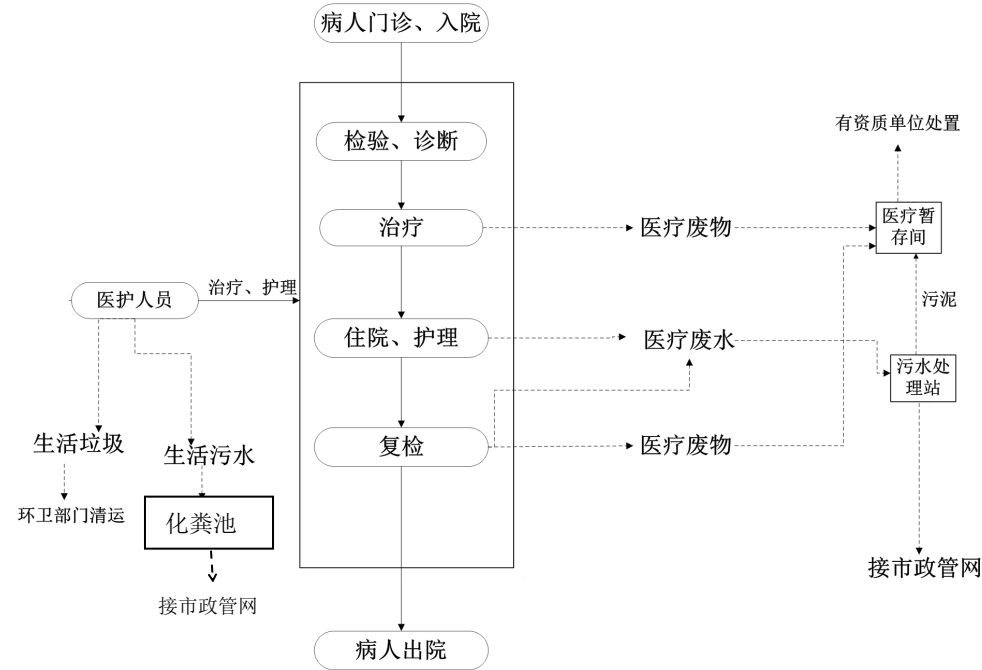 病人门诊、入院
检验、诊断
有资质单位处置
治疗
医疗废物
医疗暂
存间
医护人员
治疗、护理
污泥
住院、护理
医疗废水
污水处
理站
复检
医疗废物
生活垃圾
生活污水
环卫部门清运
化粪池
接市政管网
接市政管网
病人出院